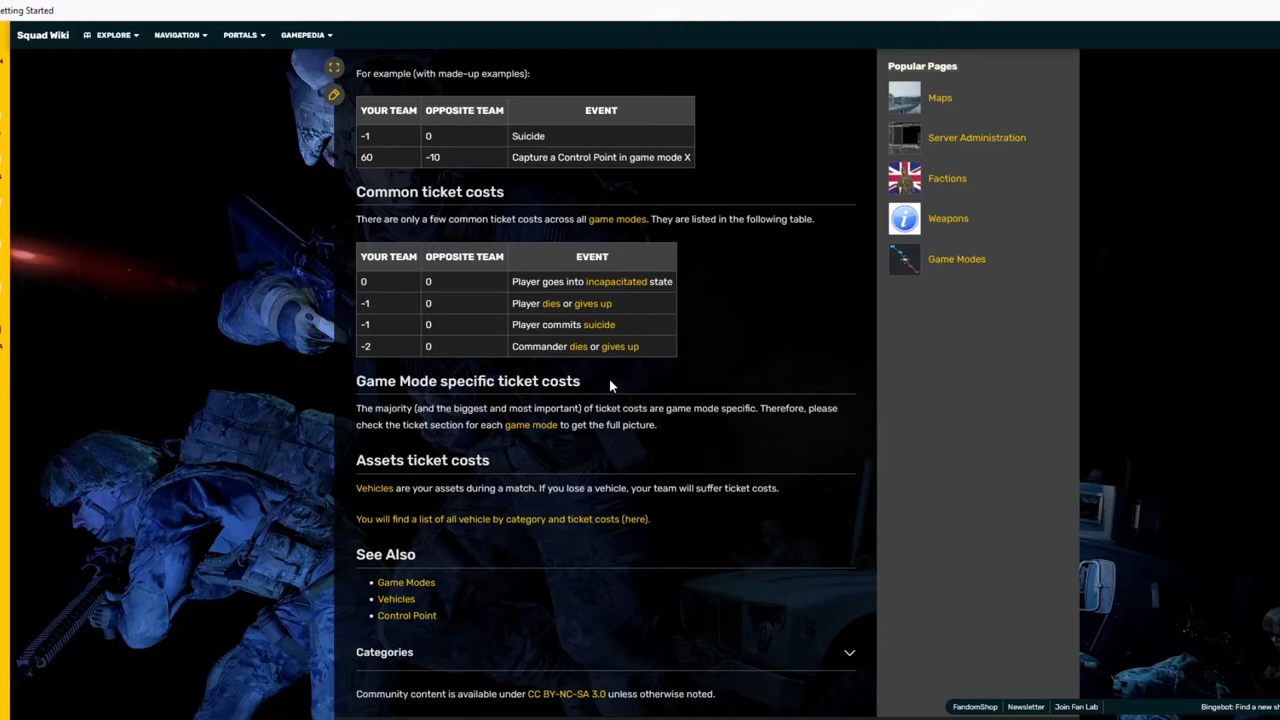 etting Started
Squad Wiki EXPLORE NAVIGATION PORTALS GAMEPEDIA
For example (with made-up examples):
YOUR TEAM OPPOSITE TEAM EVENT
-1 0 Suicide
60 -10 Capture a Control Point in game mode X
Common ticket costs
There are only a few common ticket costs across all game modes. They are listed in the following table.
YOUR TEAM OPPOSITE TEAM EVENT
0 0 Player goes into incapacitated state
-1 0 Player dies or gives up
-1 0 Player commits suicide
-2 0 Commander dies or gives up
Game Mode specific ticket costs
The majority (and the biggest and most important) of ticket costs are game mode specific. Therefore, please
check the ticket section for each game mode to get the full picture.
Assets ticket costs
Vehicles are your assets during a match. If you lose a vehicle, your team will suffer ticket costs.
You will find a list of all vehicle by category and ticket costs (here).
See Also
Game Modes
Vehicles
Control Point
Categories
Community content is available under CC BY-NC-SA 3.0 unless otherwise noted.
Popular Pages
Maps
Server Administration
Factions
Weapons
Game Modes
FandomShop Newsletter Join Fan Lab Bingebot: Find a new sh